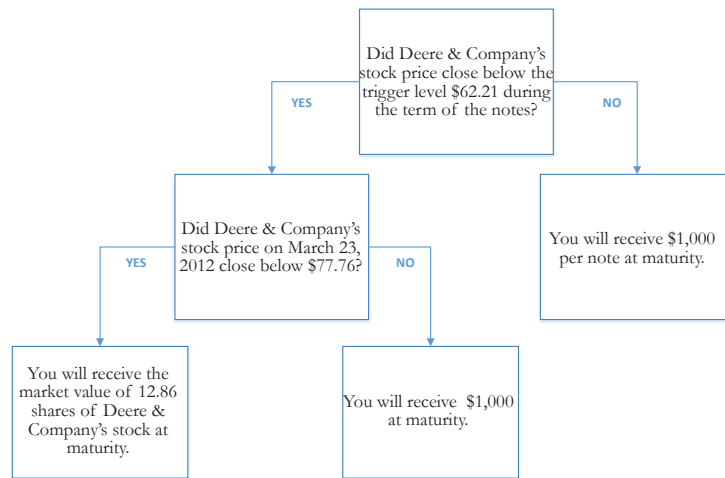 Did Deere & Company's
stock price close below the
trigger level $62.21 during
the term of the notes?
YES
NO
Did Deere & Company's
stock price on March 23,
2012 close below $77.76?
You will receive $1,000
per note at maturity.
YES
NO
You will receive the
market value of 12.86
shares of Deere &
Company's stock at
maturity.
You will receive $1,000
at maturity.